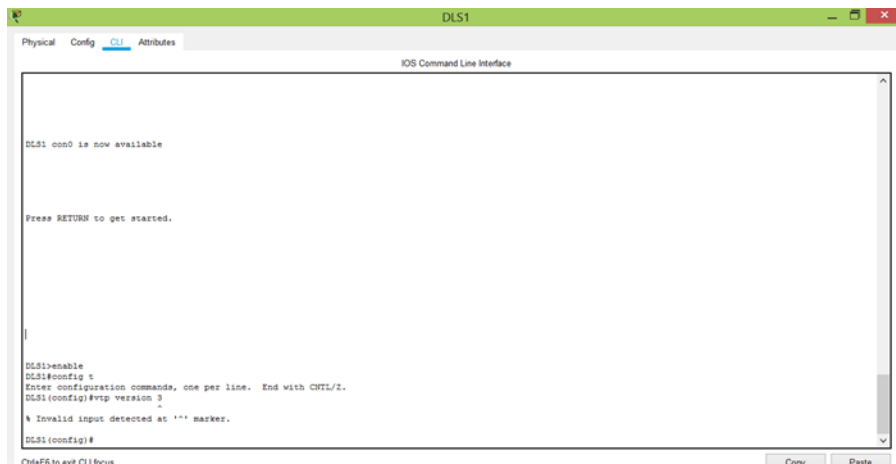 DLS1
Physical Config CLI Attributes
IOS Command Line Interface
DLS1 con0 is now available
Press RETURN to get started.
DLS1>enable
DLS1#config t
Enter configuration commands, one per line. End with CNTL/Z.
DLS1(config)#vtp version 3
^
% Invalid input detected at '^' marker.
DLS1(config)#
Ctrl+F6 to exit CLI focus
Copy Paste